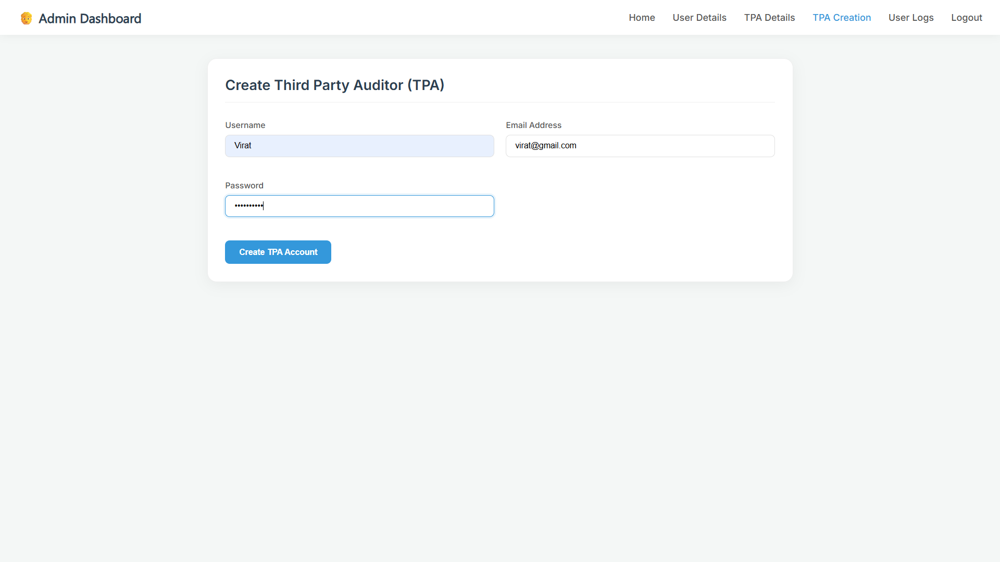 Admin Dashboard
Home User Details TPA Details TPA Creation User Logs Logout
Create Third Party Auditor (TPA)
Username Email Address
Virat virat@gmail.com
Password
••••••••••
Create TPA Account